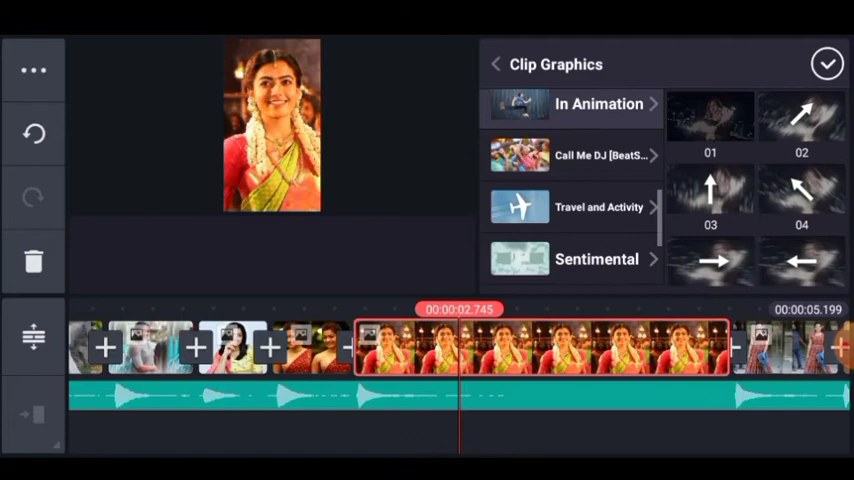 Clip Graphics
In Animation
Call Me DJ [BeatS...
Travel and Activity
Sentimental
01
02
03
04
00:00:02.745
00:00:05.199